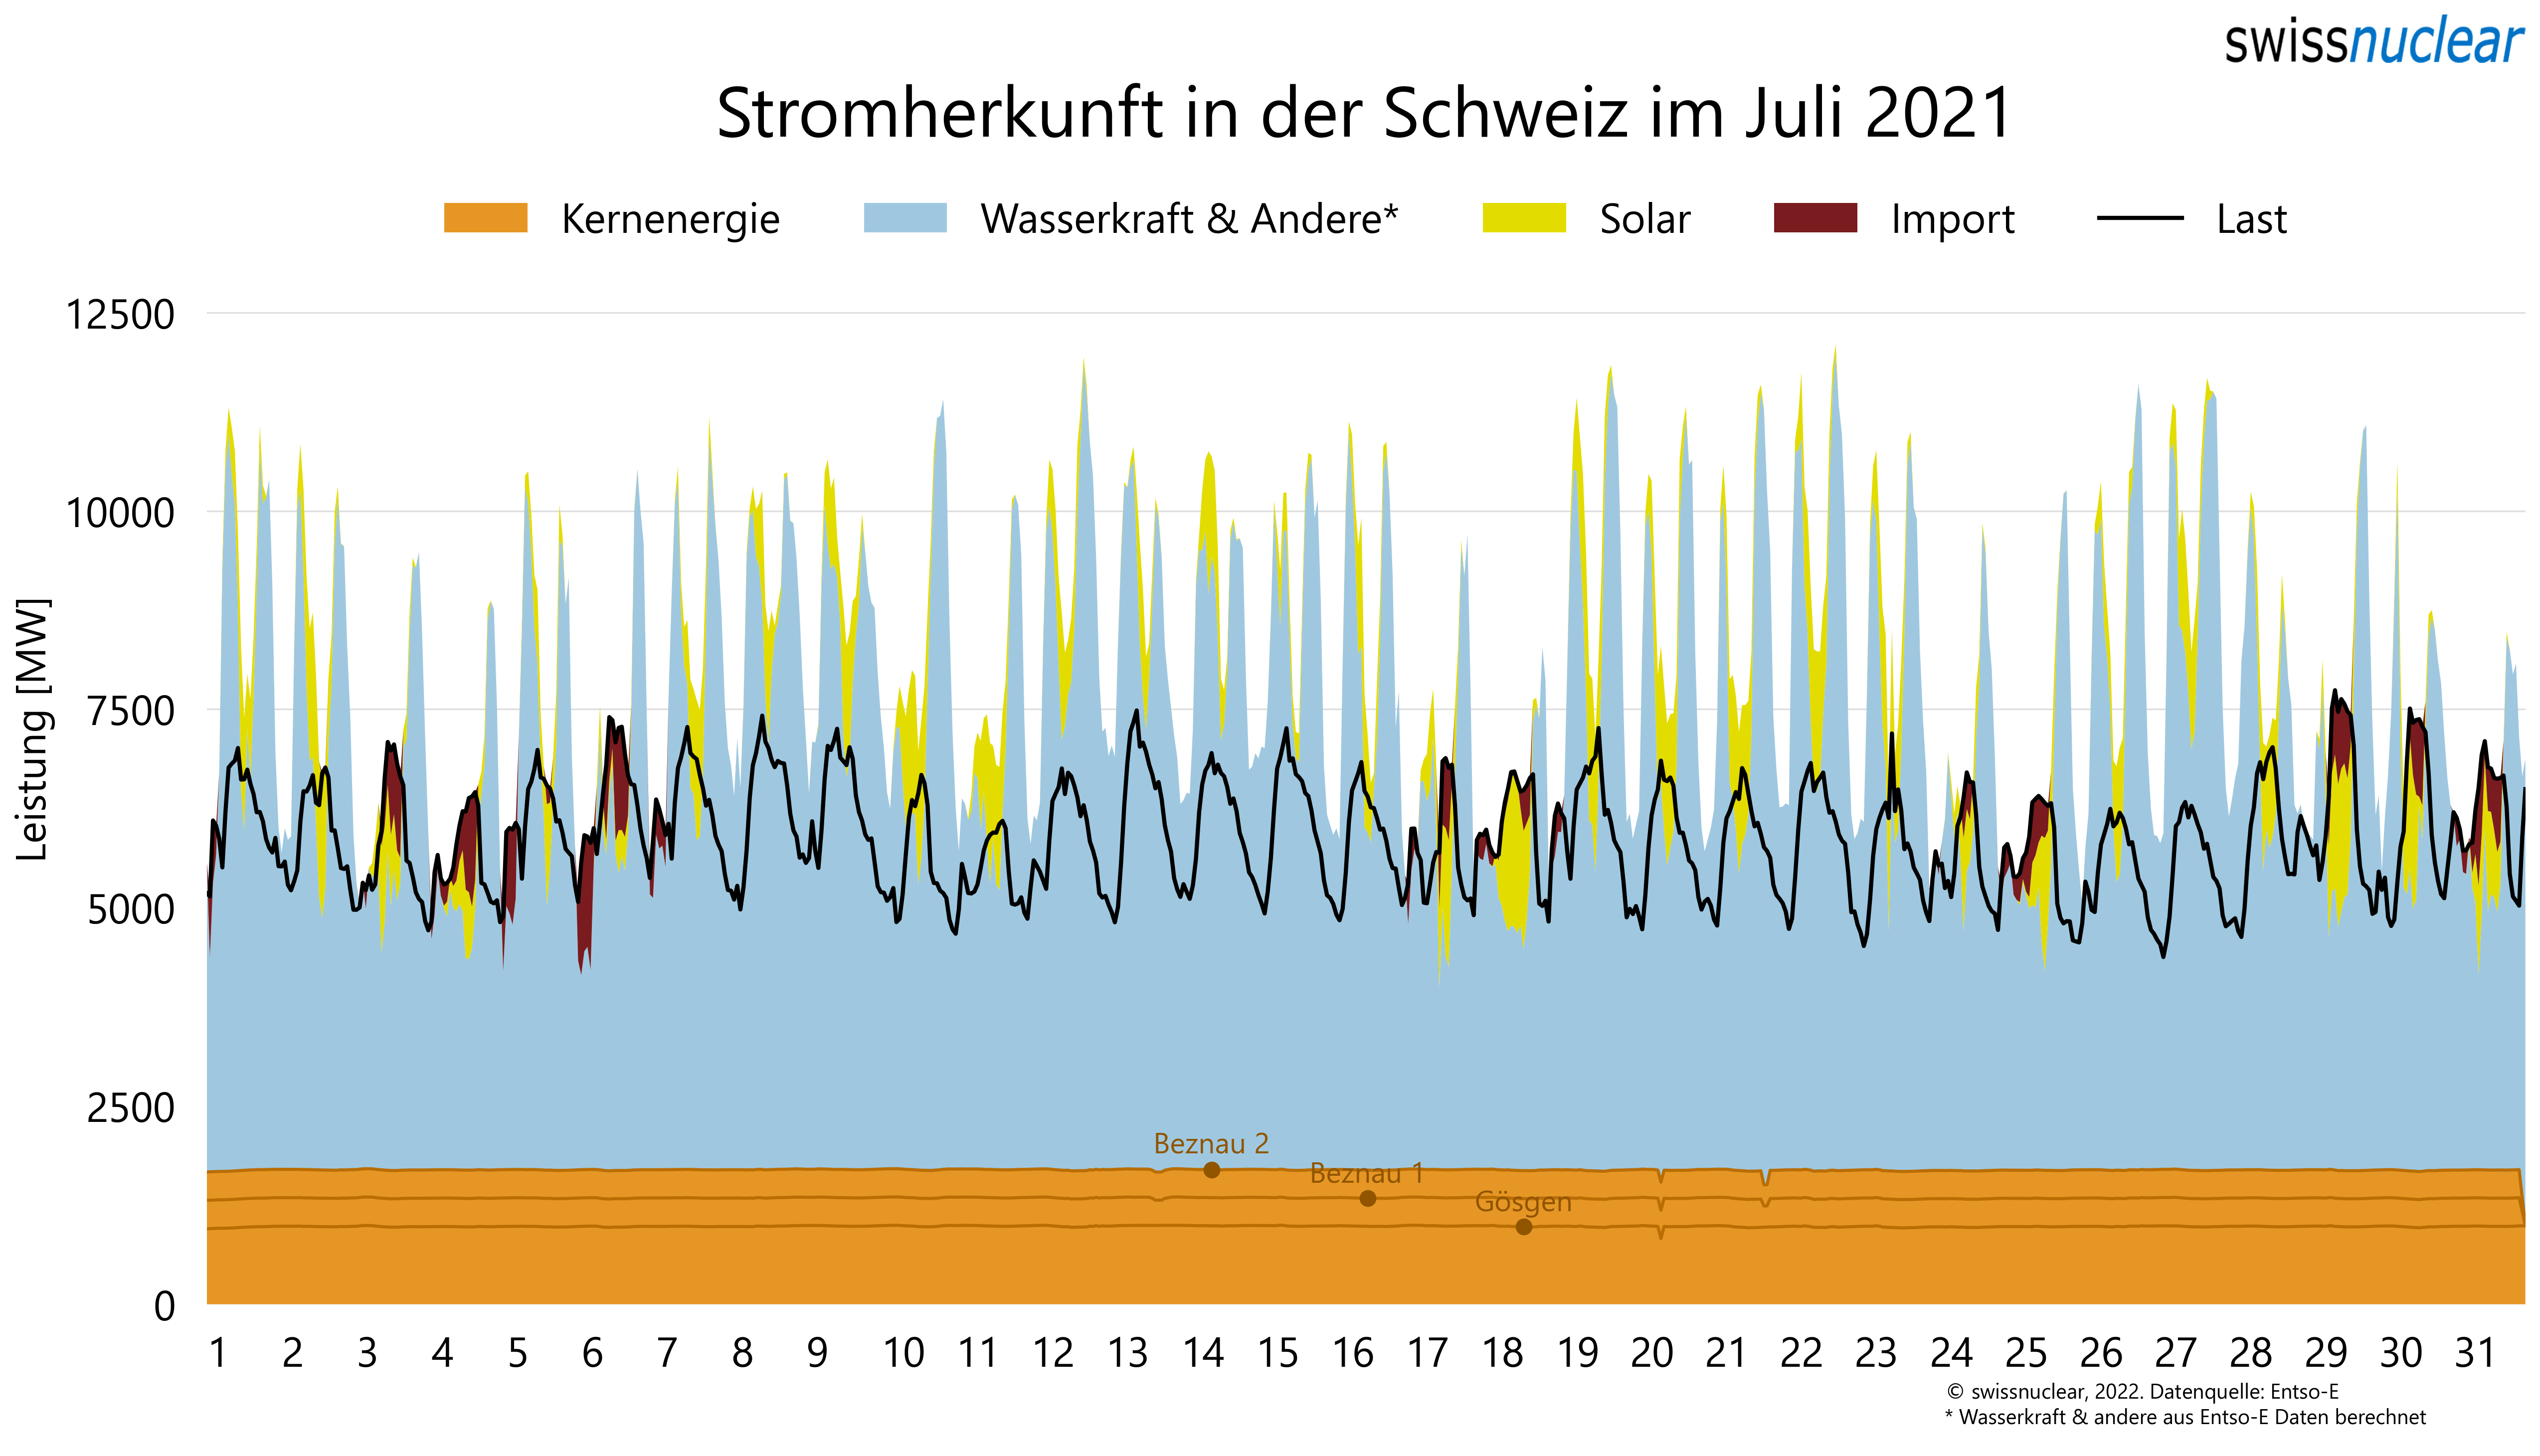 swissnuclear
Stromherkunft in der Schweiz im Juli 2021
Kernenergie Wasserkraft & Andere* Solar Import Last
Leistung [MW]
12500
10000
7500
5000
2500
0
Beznau 2
Beznau 1
Gösgen
1 2 3 4 5 6 7 8 9 10 11 12 13 14 15 16 17 18 19 20 21 22 23 24 25 26 27 28 29 30 31
© swissnuclear, 2022. Datenquelle: Entso-E
* Wasserkraft & andere aus Entso-E Daten berechnet